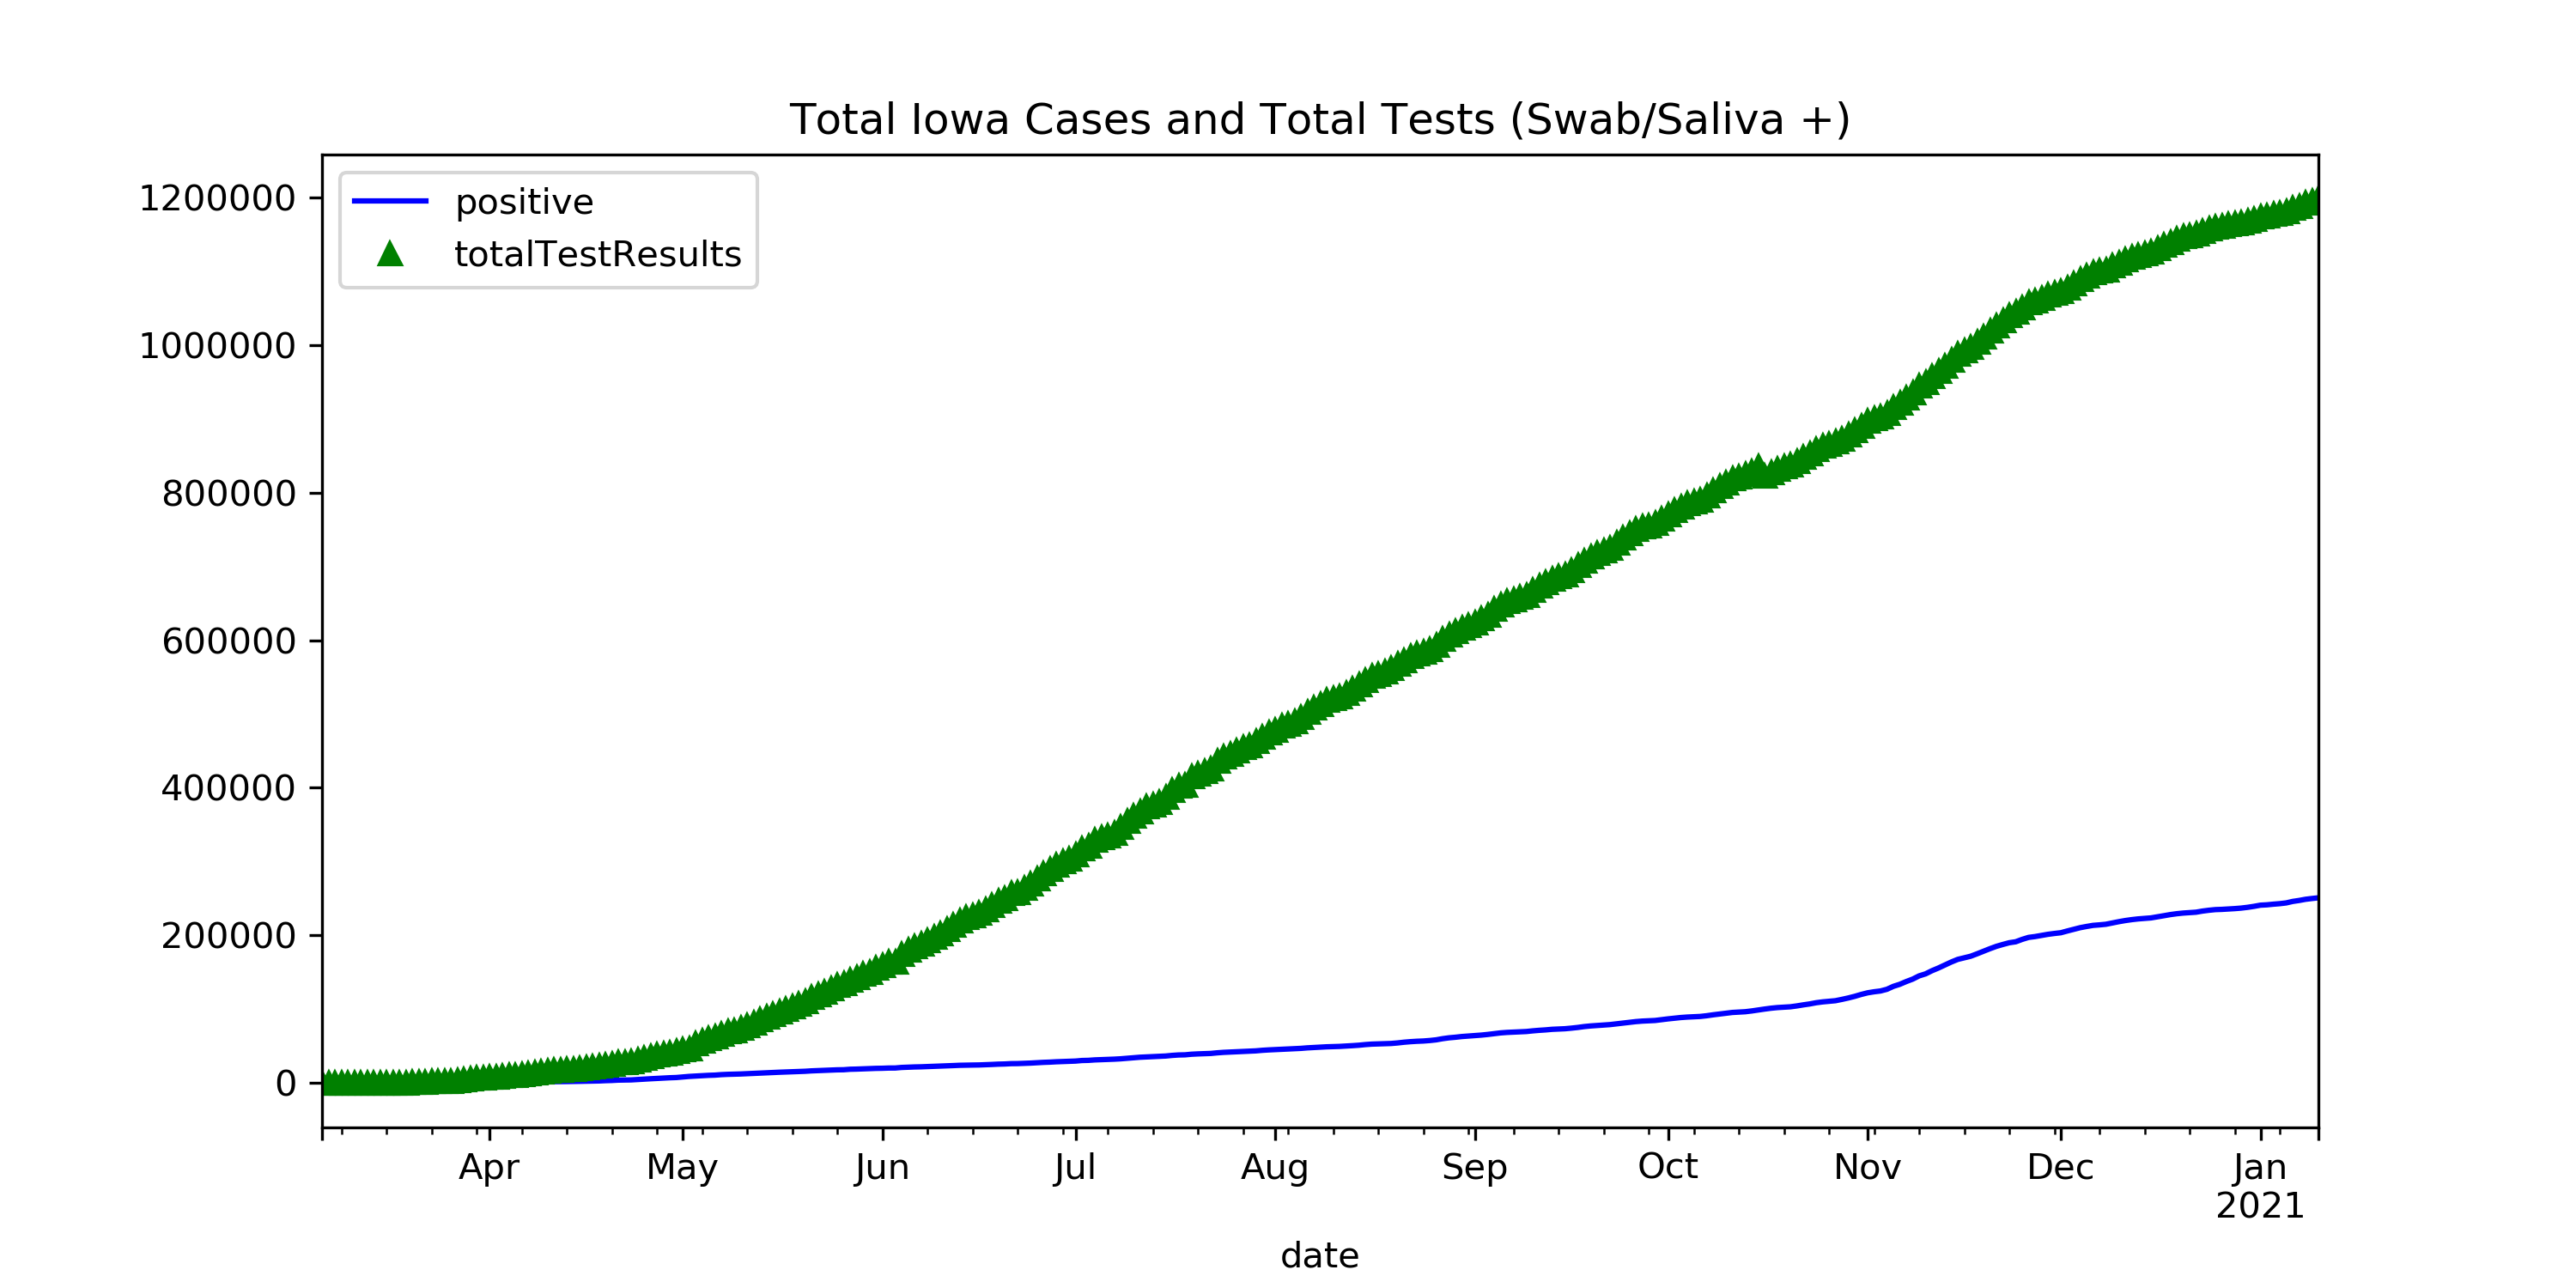 Total Iowa Cases and Total Tests (Swab/Saliva +)
positive
totalTestResults
1200000
1000000
800000
600000
400000
200000
0
Apr May Jun Jul Aug Sep Oct Nov Dec Jan
2021
date